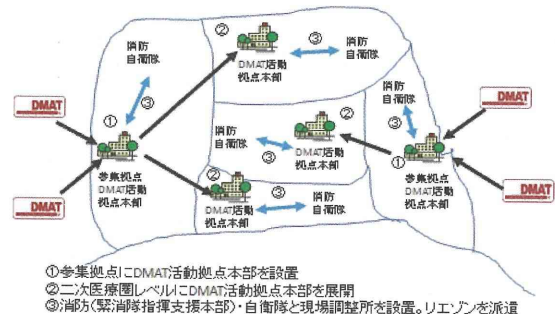 ②
消防
自衛隊
③
消防
自衛隊
DMAT活動
拠点本部
DMAT
①
③
②
消防
自衛隊
③
DMAT
消防
自衛隊
③
DMAT活動
拠点本部
①
参集拠点
DMAT活動
拠点本部
参集拠点
DMAT活動
拠点本部
DMAT
②
③
消防
自衛隊
DMAT活動
拠点本部
DMAT
①参集拠点にDMAT活動拠点本部を設置
②二次医療圏レベルにDMAT活動拠点本部を展開
③消防(緊消隊指揮支援本部)・自衛隊と現場調整所を設置。リエゾンを派遣